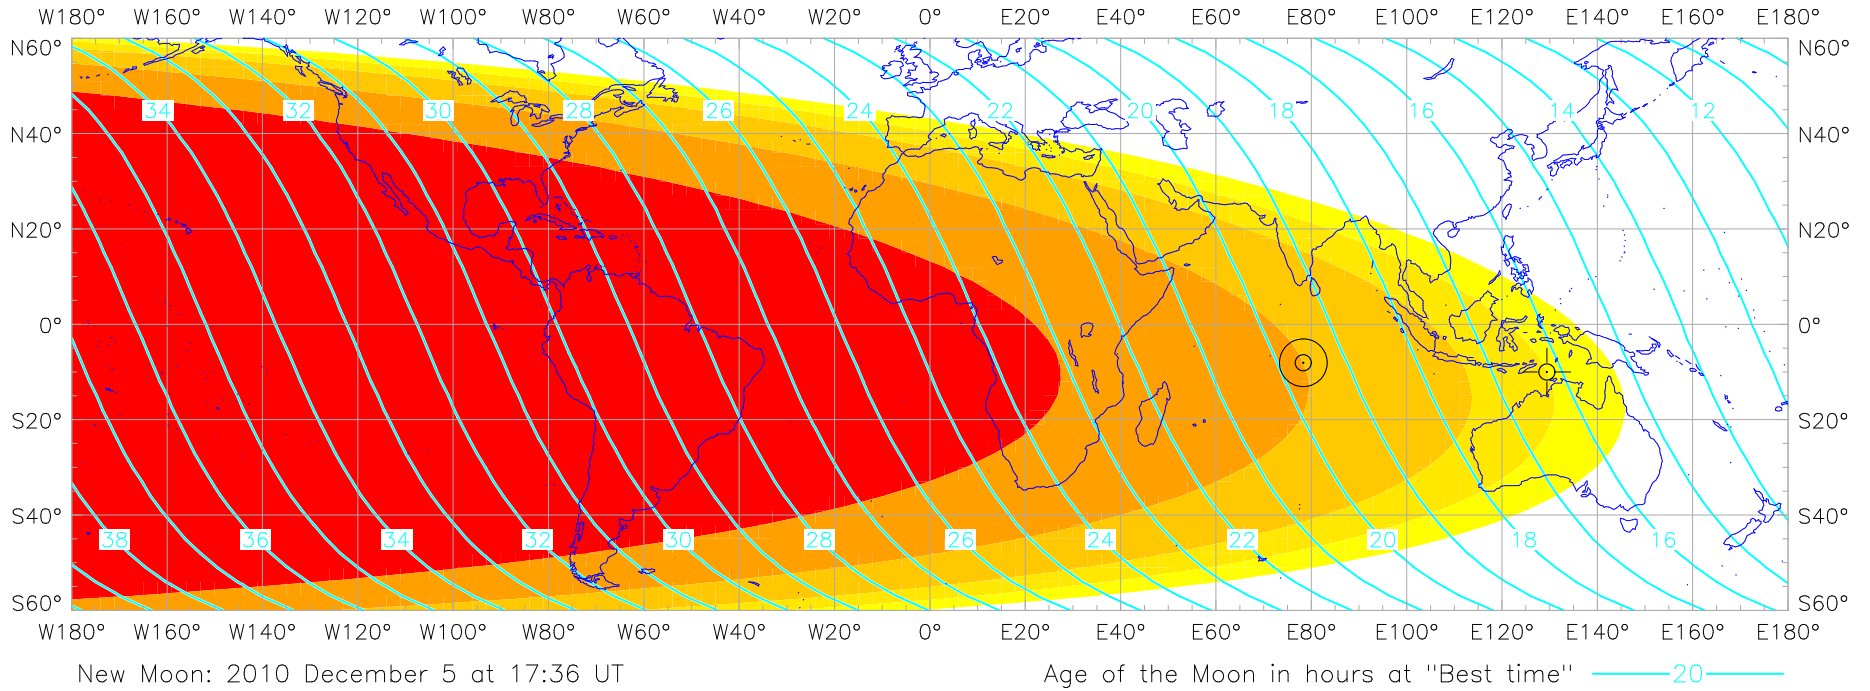 W180° W160° W140° W120° W100° W80° W60° W40° W20° 0° E20° E40° E60° E80° E100° E120° E140° E160° E180°
N60° N60°
34 32 30 28 26 24 22 20 18 16 14 12
N40° N40°
N20° N20°
0° 0°
S20° S20°
S40° S40°
38 36 34 32 30 28 26 24 22 20 18 16
S60° S60°
W180° W160° W140° W120° W100° W80° W60° W40° W20° 0° E20° E40° E60° E80° E100° E120° E140° E160° E180°
New Moon: 2010 December 5 at 17:36 UT Age of the Moon in hours at "Best time" 20